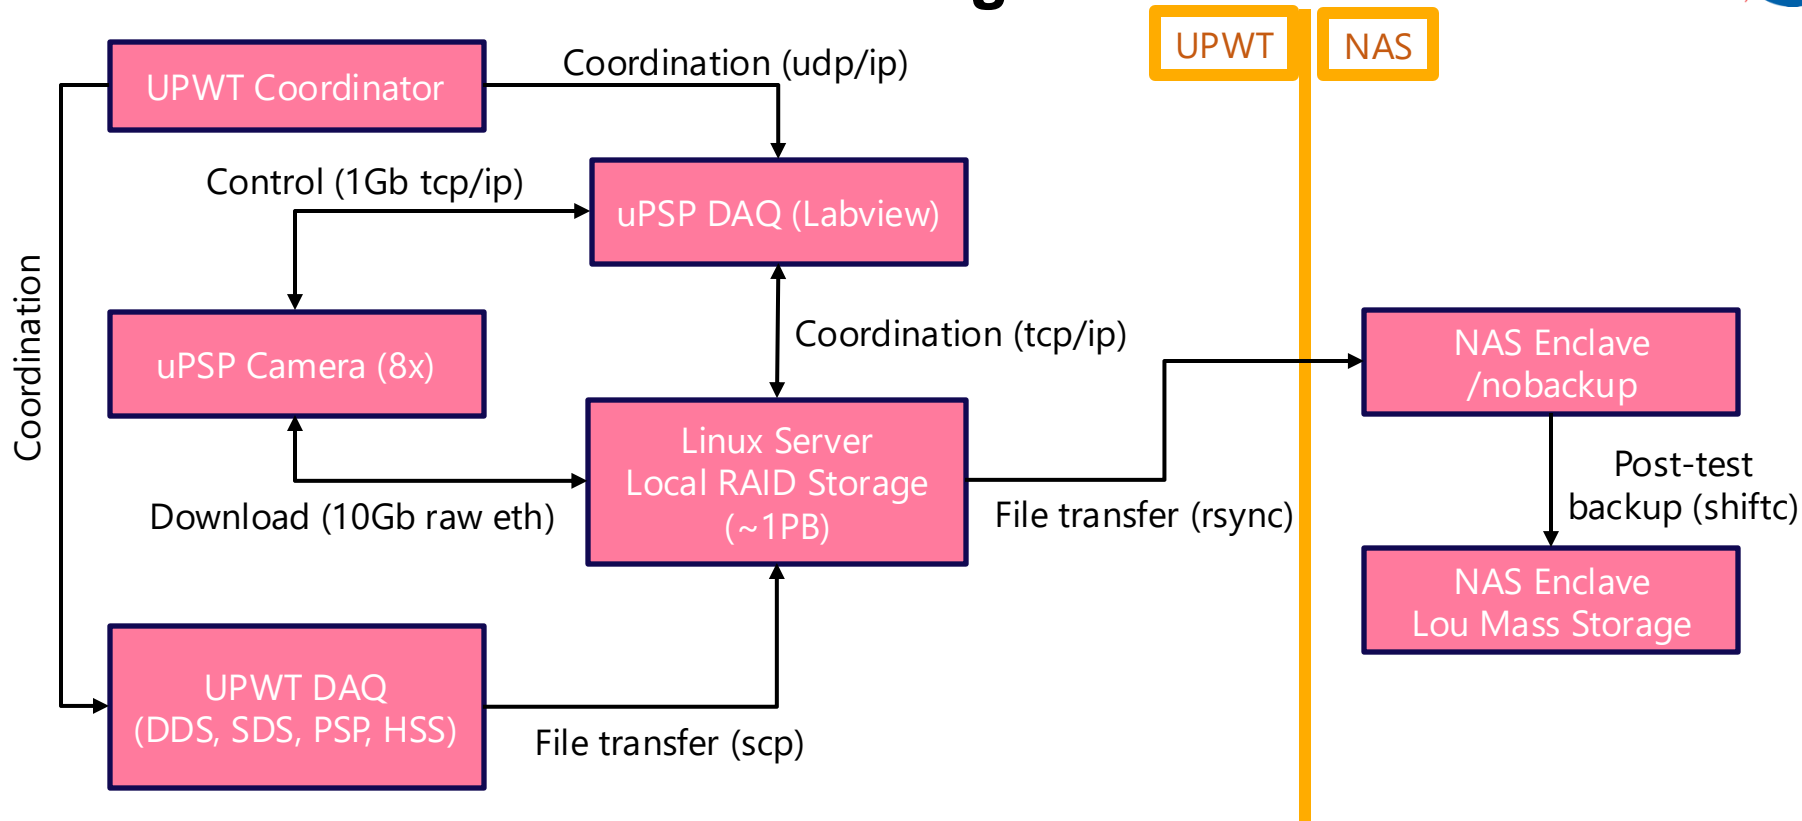 UPWT
NAS
UPWT Coordinator
Coordination (udp/ip)
Control (1Gb tcp/ip)
uPSP DAQ (Labview)
Coordination
uPSP Camera (8x)
Coordination (tcp/ip)
NAS Enclave
/nobackup
Linux Server
Local RAID Storage
(~1PB)
Download (10Gb raw eth)
File transfer (rsync)
Post-test
backup (shiftc)
NAS Enclave
Lou Mass Storage
UPWT DAQ
(DDS, SDS, PSP, HSS)
File transfer (scp)